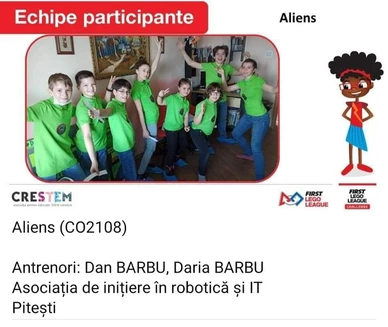 Echipe participante
Aliens
CRESTEM
FIRST
LEGO
LEAGUE
FIRST
LEGO
LEAGUE
CHALLENGE
Aliens (CO2108)
Antrenori: Dan BARBU, Daria BARBU
Asociația de inițiere în robotică și IT
Pitești